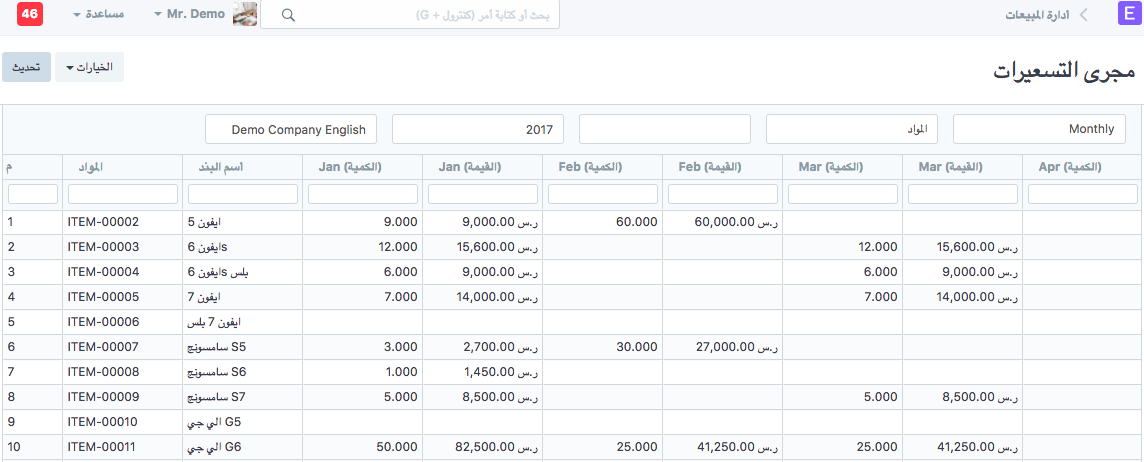 E ادارة المبيعات بحث أو كتابة أمر (كنترول + G) Mr. Demo مساعدة 46
مجرى التسعيرات الخيارات تحديث
Monthly المواد 2017 Demo Company English
م المواد أسم البند Jan (الكمية) Jan (القيمة) Feb (الكمية) Feb (القيمة) Mar (الكمية) Mar (القيمة) Apr (الكمية)
1 ITEM-00002 ايفون 5 9.000 ر.س 9,000.00 60.000 ر.س 60,000.00
2 ITEM-00003 ايفون 6s 12.000 ر.س 15,600.00 12.000 ر.س 15,600.00
3 ITEM-00004 ايفون 6s بلس 6.000 ر.س 9,000.00 6.000 ر.س 9,000.00
4 ITEM-00005 ايفون 7 7.000 ر.س 14,000.00 7.000 ر.س 14,000.00
5 ITEM-00006 ايفون 7 بلس
6 ITEM-00007 سامسونج S5 3.000 ر.س 2,700.00 30.000 ر.س 27,000.00
7 ITEM-00008 سامسونج S6 1.000 ر.س 1,450.00
8 ITEM-00009 سامسونج S7 5.000 ر.س 8,500.00 5.000 ر.س 8,500.00
9 ITEM-00010 الي جي G5
10 ITEM-00011 الي جي G6 50.000 ر.س 82,500.00 25.000 ر.س 41,250.00 25.000 ر.س 41,250.00